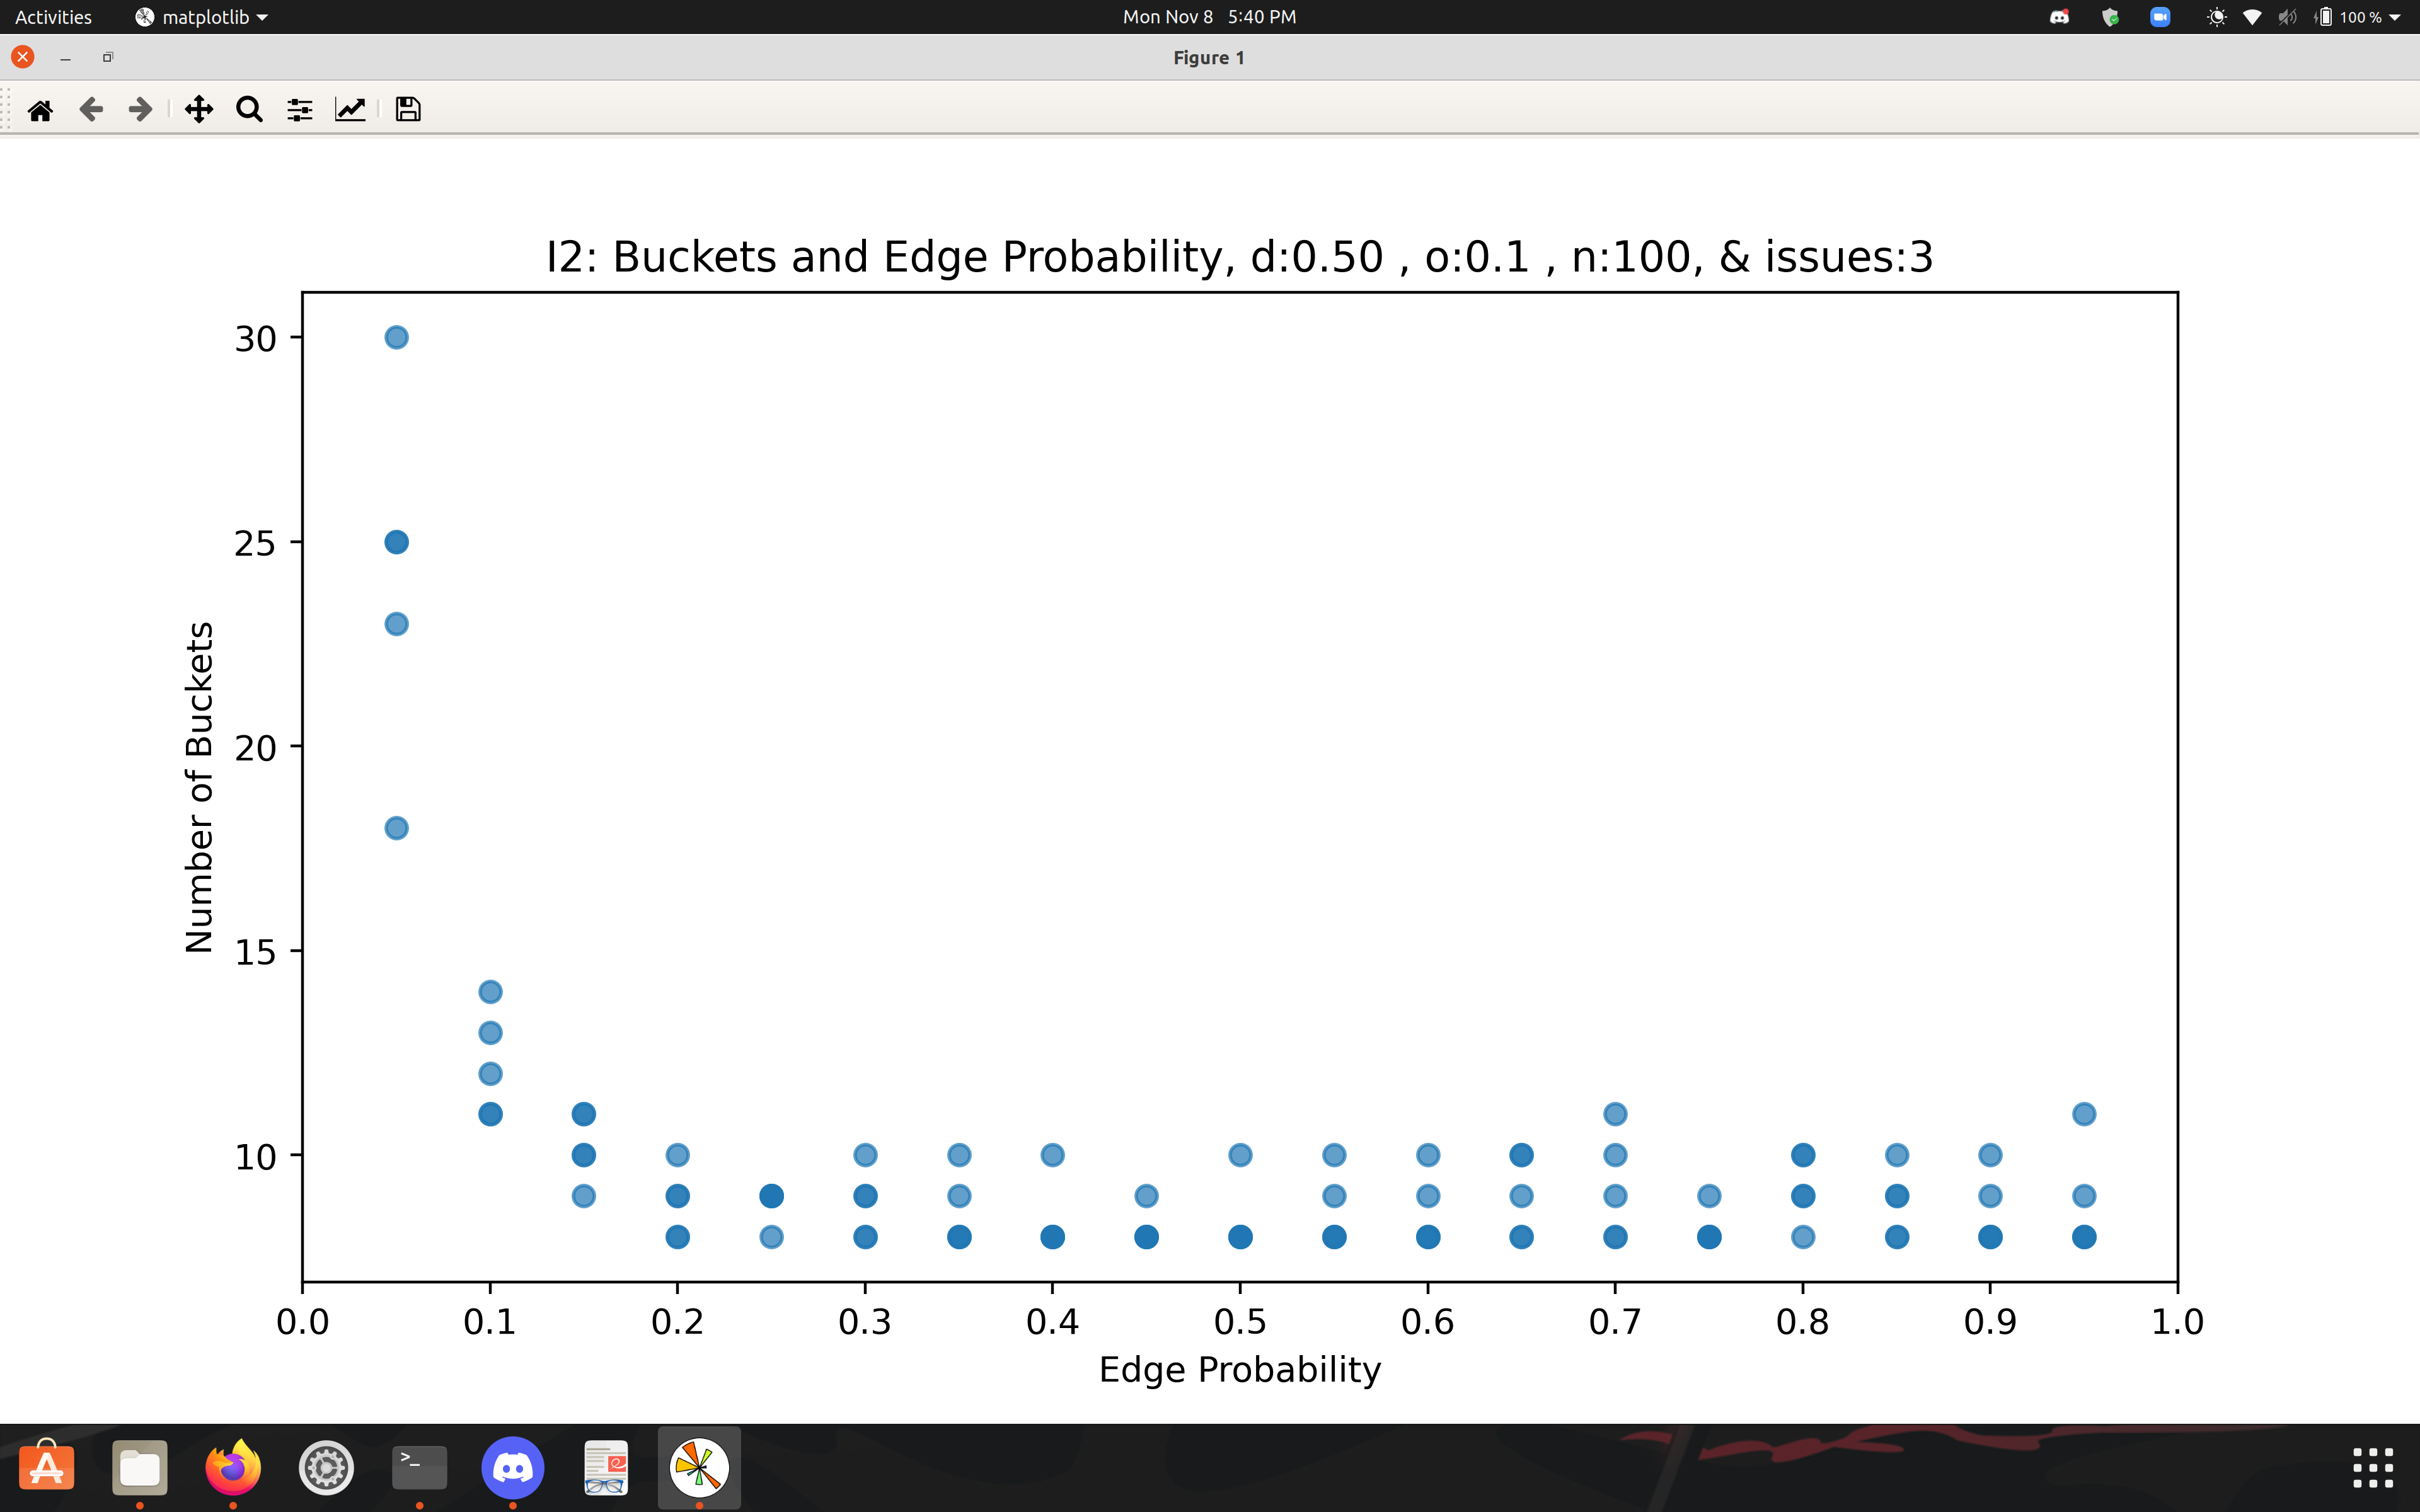 Activities matplotlib Mon Nov 8 5:40 PM 100 %
Figure 1
I2: Buckets and Edge Probability, d:0.50 , o:0.1 , n:100, & issues:3
30
25
20
15
10
Number of Buckets
0.0 0.1 0.2 0.3 0.4 0.5 0.6 0.7 0.8 0.9 1.0
Edge Probability